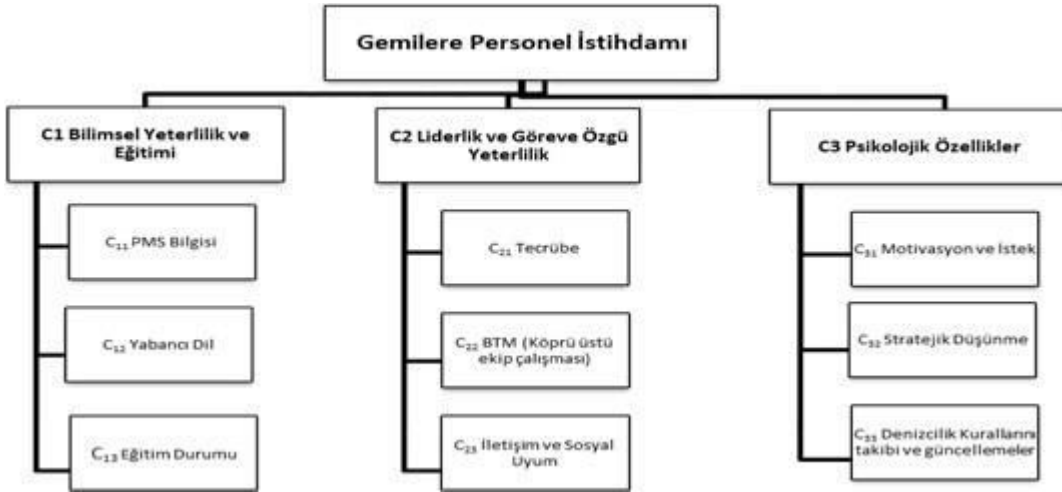 Gemilere Personel İstihdamı
C1 Bilimsel Yeterlilik ve
Eğitimi
C₁₁ PMS Bilgisi
C₁₂ Yabancı Dil
C₁₃ Eğitim Durumu
C2 Liderlik ve Göreve Özgü
Yeterlilik
C₂₁ Tecrübe
C₂₂ BTM (Köprü üstü
ekip çalışması)
C₂₃ İletişim ve Sosyal
Uyum
C3 Psikolojik Özellikler
C₃₁ Motivasyon ve İstek
C₃₂ Stratejik Düşünme
C₃₃ Denizcilik Kurallarını
takibi ve güncellemeler